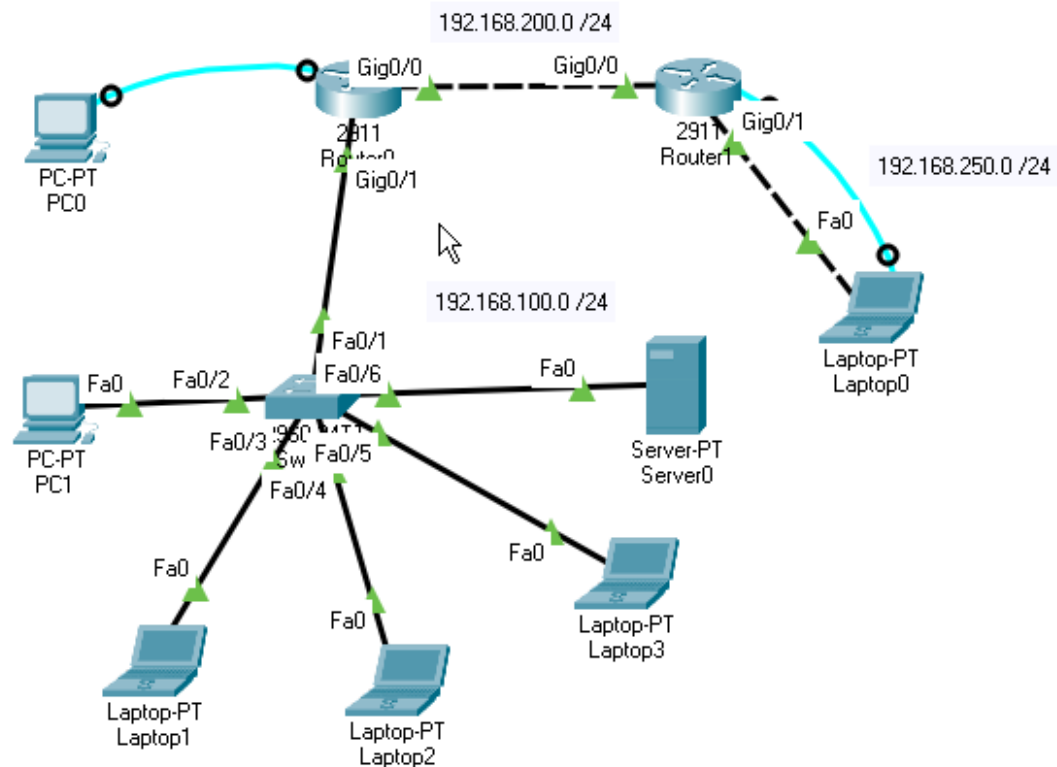 192.168.200.0 /24
Gig0/0
Gig0/0
2911
Router0
Gig0/1
2911
Router1
Gig0/1
192.168.250.0 /24
PC-PT
PC0
Fa0
Laptop-PT
Laptop0
192.168.100.0 /24
Fa0/1
Fa0
Fa0/2
Fa0/6
Fa0
PC-PT
PC1
Fa0/3
Fa0/5
Fa0/4
Server-PT
Server0
Fa0
Fa0
Fa0
Laptop-PT
Laptop1
Laptop-PT
Laptop2
Laptop-PT
Laptop3